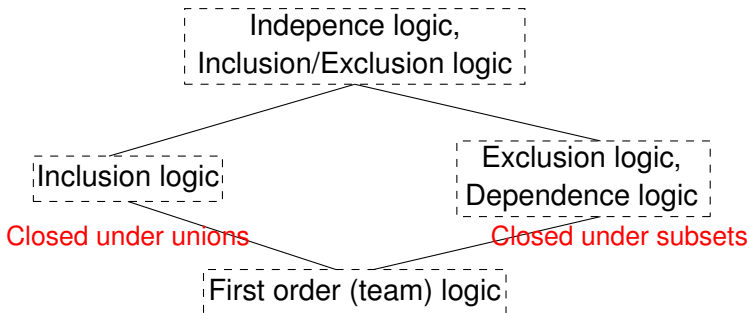 Indepence logic,
Inclusion/Exclusion logic
Inclusion logic
Exclusion logic,
Dependence logic
Closed under unions
Closed under subsets
First order (team) logic